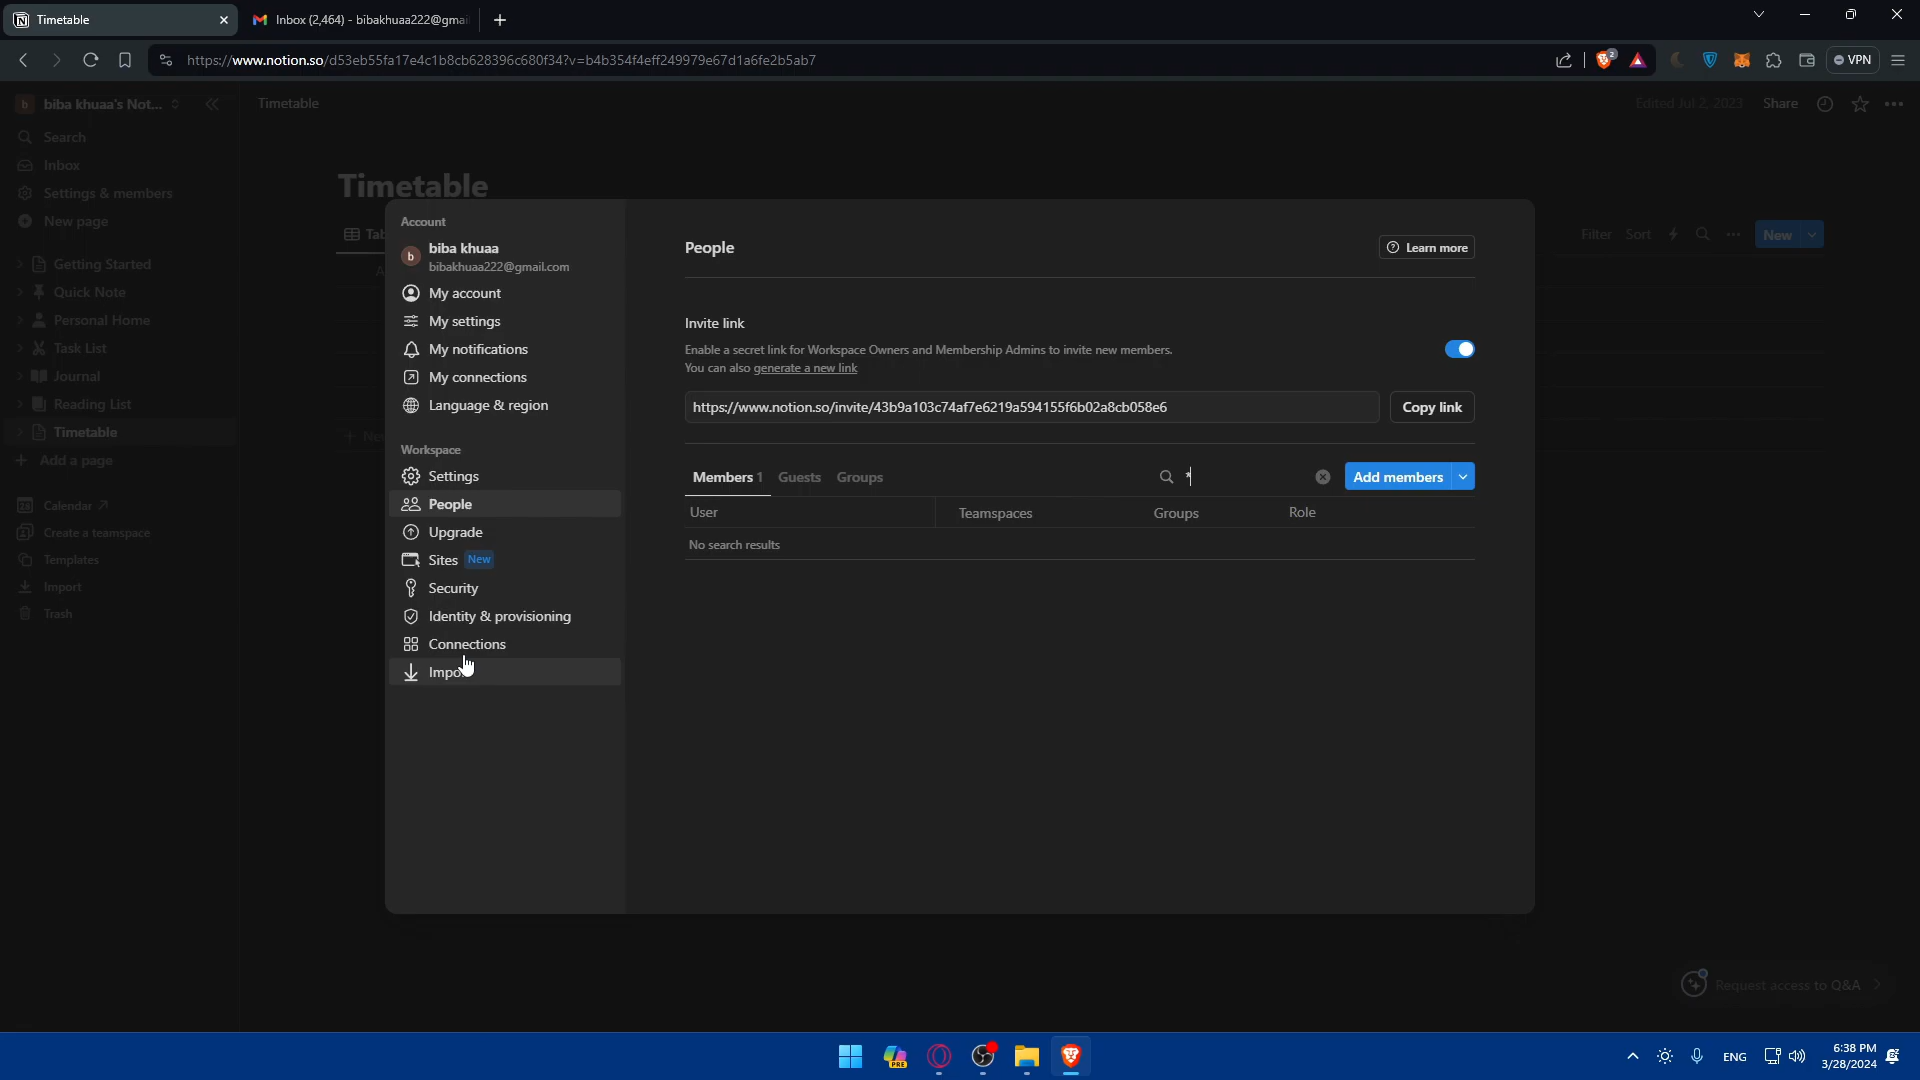 Timetable
Inbox (2,464) - bibakhuaa222@gmai
https://www.notion.so/d53eb55fa17e4c1b8cb628396c680f34?v=b4b354f4eff249979e67d1a6fe2b5ab7
2
VPN
b biba khuaa's Not...
Timetable
Edited Jul 2, 2023
Share
Search
Inbox
Settings & members
New page
Getting Started
Quick Note
Personal Home
Task List
Journal
Reading List
Timetable
Add a page
Calendar
Create a teamspace
Templates
Import
Trash
Timetable
Filter
Sort
New
Account
b
biba khuaa
bibakhuaa222@gmail.com
My account
My settings
My notifications
My connections
Language & region
Workspace
Settings
People
Upgrade
Sites New
Security
Identity & provisioning
Connections
People
Learn more
Invite link
Enable a secret link for Workspace Owners and Membership Admins to invite new members.
You can also generate a new link
https://www.notion.so/invite/43b9a103c74af7e6219a594155f6b02a8cb058e6
Copy link
Members 1 Guests Groups
*
Add members
User Teamspaces Groups Role
No search results
Request access to Q&A
PRE
ENG
6:38 PM
3/28/2024